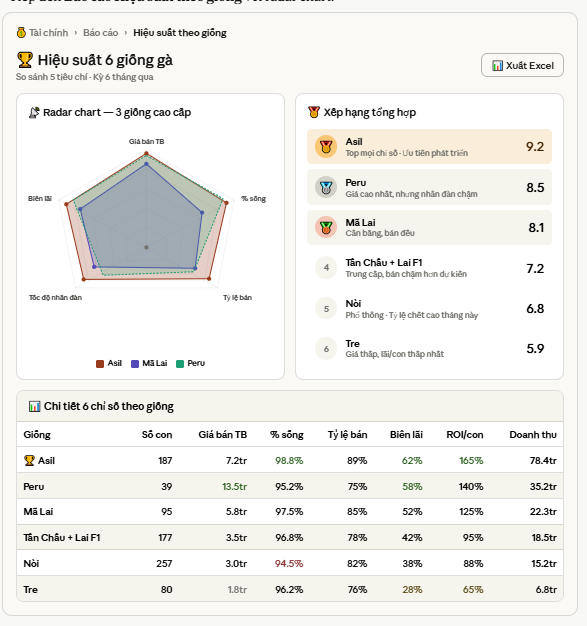 Tài chính › Báo cáo › Hiệu suất theo giống
Hiệu suất 6 giống gà
So sánh 5 tiêu chí · Kỳ 6 tháng qua
Xuất Excel
Radar chart — 3 giống cao cấp
Giá bán TB
% sống
Tỷ lệ bán
Tốc độ nhân đàn
Biên lãi
Asil Mã Lai Peru
Xếp hạng tổng hợp
Asil
Top mọi chỉ số · Ưu tiên phát triển
9.2
Peru
Giá cao nhất, nhưng nhân đàn chậm
8.5
Mã Lai
Cân bằng, bán đều
8.1
4
Tân Châu + Lai F1
Trung cấp, bán chậm hơn dự kiến
7.2
5
Nòi
Phổ thông · Tỷ lệ chết cao tháng này
6.8
6
Tre
Giá thấp, lãi/con thấp nhất
5.9
Chi tiết 6 chỉ số theo giống
Giống Số con Giá bán TB % sống Tỷ lệ bán Biên lãi ROI/con Doanh thu
Asil 187 7.2tr 98.8% 89% 62% 165% 78.4tr
Peru 39 13.5tr 95.2% 75% 58% 140% 35.2tr
Mã Lai 95 5.8tr 97.5% 85% 52% 125% 22.3tr
Tân Châu + Lai F1 177 3.5tr 96.8% 78% 42% 95% 18.5tr
Nòi 257 3.0tr 94.5% 82% 38% 88% 15.2tr
Tre 80 1.8tr 96.2% 76% 28% 65% 6.8tr